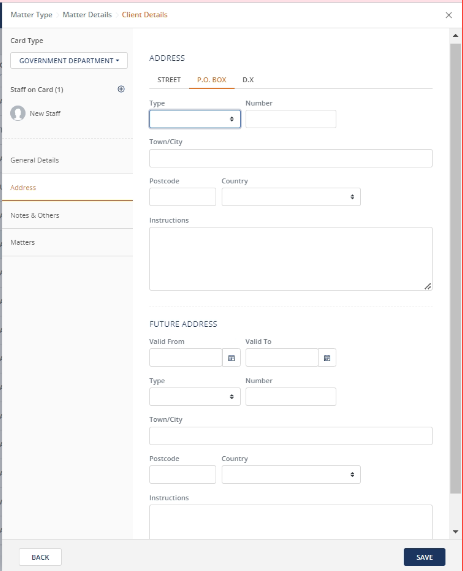 Matter Type Matter Details Client Details
Card Type
GOVERNMENT DEPARTMENT
Staff on Card (1)
New Staff
General Details
Address
Notes & Others
Matters
ADDRESS
STREET P.O. BOX D.X
Type Number
Town/City
Postcode Country
Instructions
FUTURE ADDRESS
Valid From Valid To
Type Number
Town/City
Postcode Country
Instructions
BACK SAVE